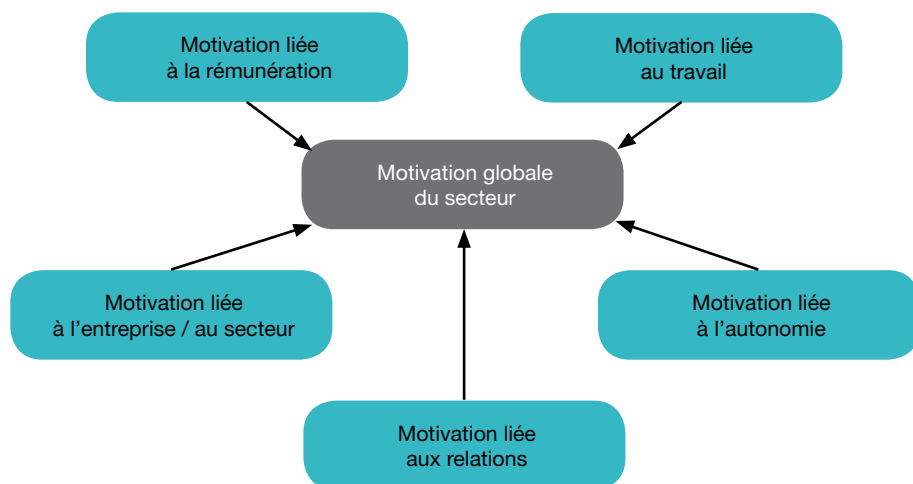 Motivation liée
à la rémunération
Motivation liée
au travail
Motivation globale
du secteur
Motivation liée
à l’entreprise / au secteur
Motivation liée
à l’autonomie
Motivation liée
aux relations